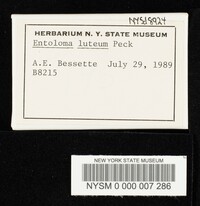 HERBARIUM N. Y. STATE MUSEUM
Entoloma luteum Peck
A.E. Bessette July 29, 1989
B8215
NEW YORK STATE MUSEUM
NYSM 0 000 007 286